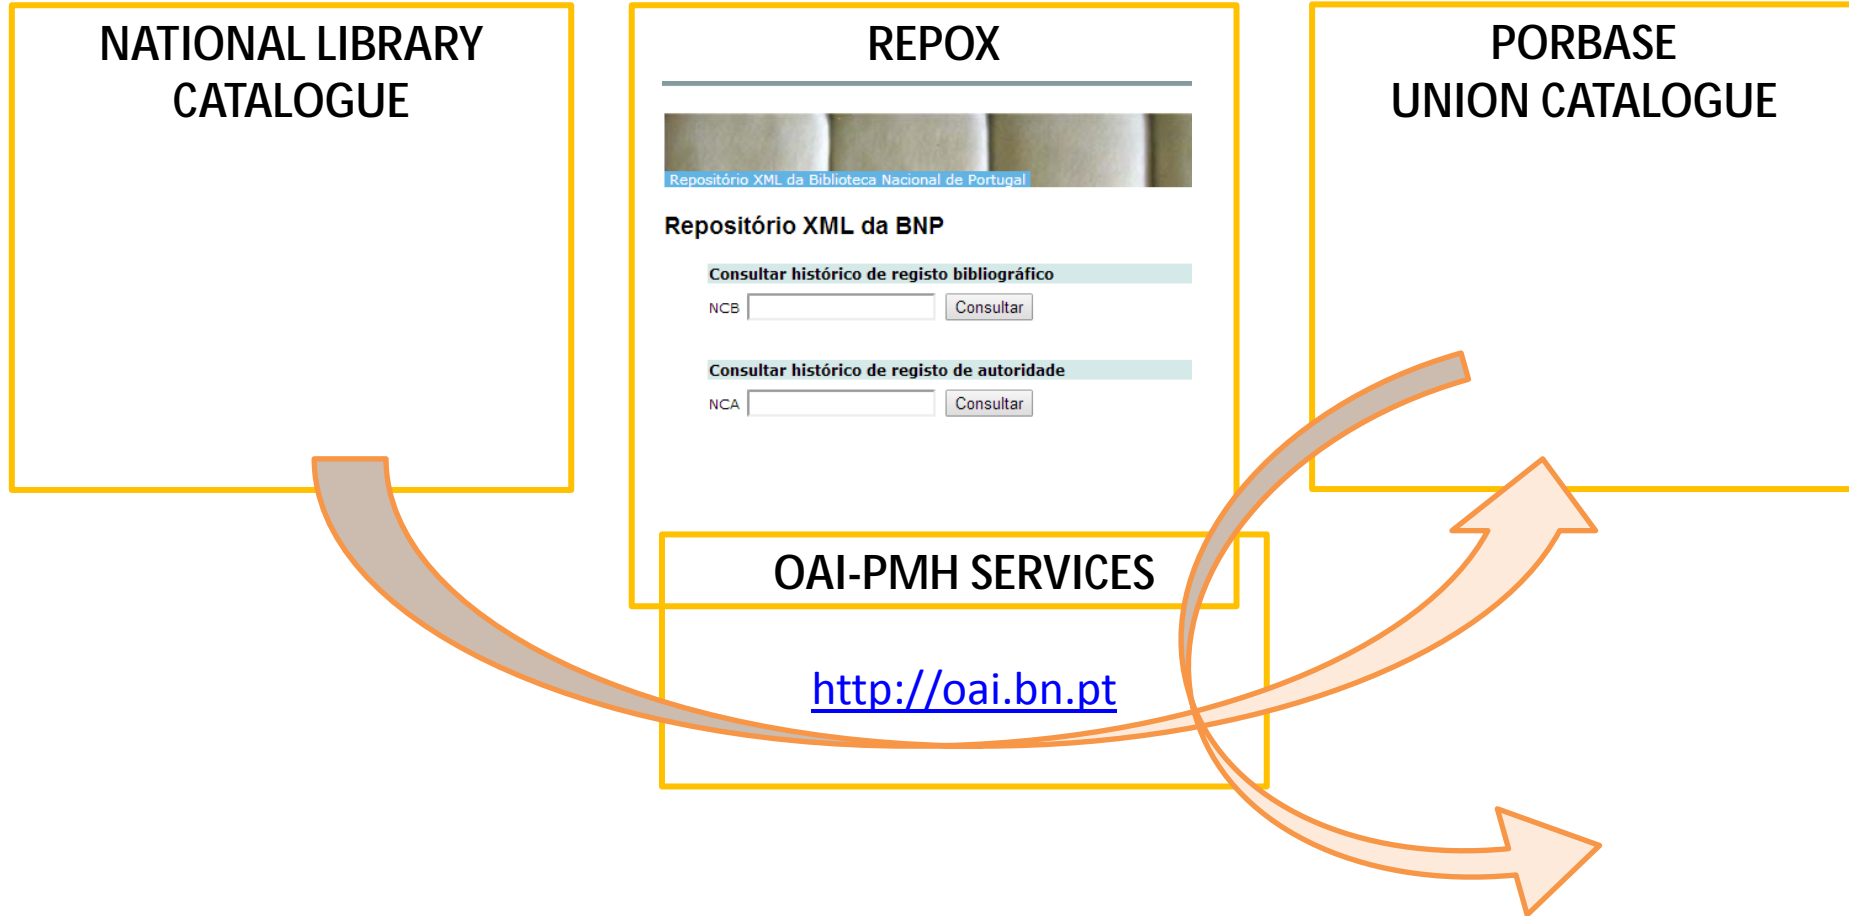 NATIONAL LIBRARY
CATALOGUE
REPOX
Repositório XML da Biblioteca Nacional de Portugal
Repositório XML da BNP
Consultar histórico de registo bibliográfico
NCB Consultar
Consultar histórico de registo de autoridade
NCA Consultar
PORBASE
UNION CATALOGUE
OAI-PMH SERVICES
http://oai.bn.pt